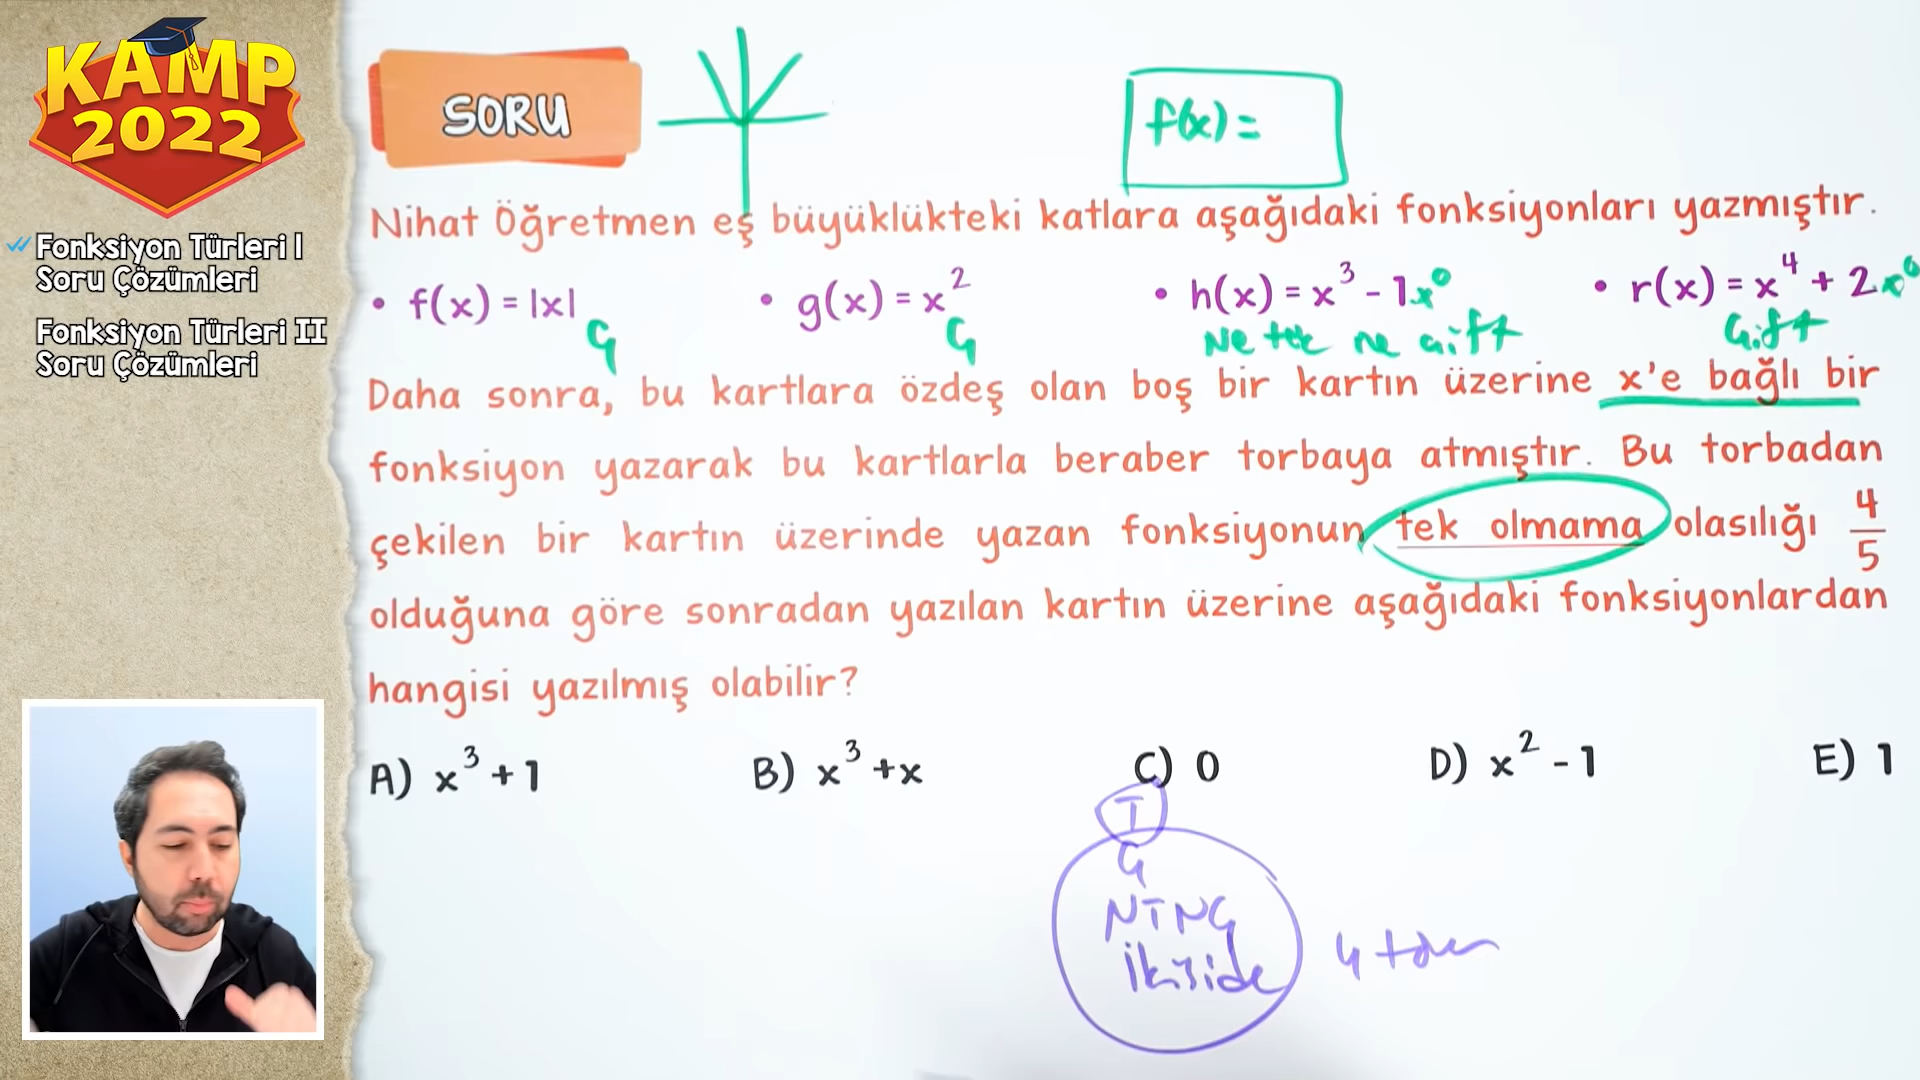 KAMP
2022
Fonksiyon Türleri I
Soru Çözümleri
Fonksiyon Türleri II
Soru Çözümleri
SORU
f(x) =
Nihat Öğretmen eş büyüklükteki katlara aşağıdaki fonksiyonları yazmıştır.
• f(x) = |x| Ç • g(x) = x² Ç • h(x) = x³ - 1x⁰ • r(x) = x⁴ + 2x⁰
Ne tek ne çift Çift
Daha sonra, bu kartlara özdeş olan boş bir kartın üzerine x'e bağlı bir
fonksiyon yazarak bu kartlarla beraber torbaya atmıştır. Bu torbadan
çekilen bir kartın üzerinde yazan fonksiyonun tek olmama olasılığı 4/5
olduğuna göre sonradan yazılan kartın üzerine aşağıdaki fonksiyonlardan
hangisi yazılmış olabilir?
A) x³ + 1 B) x³ + x C) 0 D) x² - 1 E) 1
T
Ç
NTNÇ
İkiside
4 tane